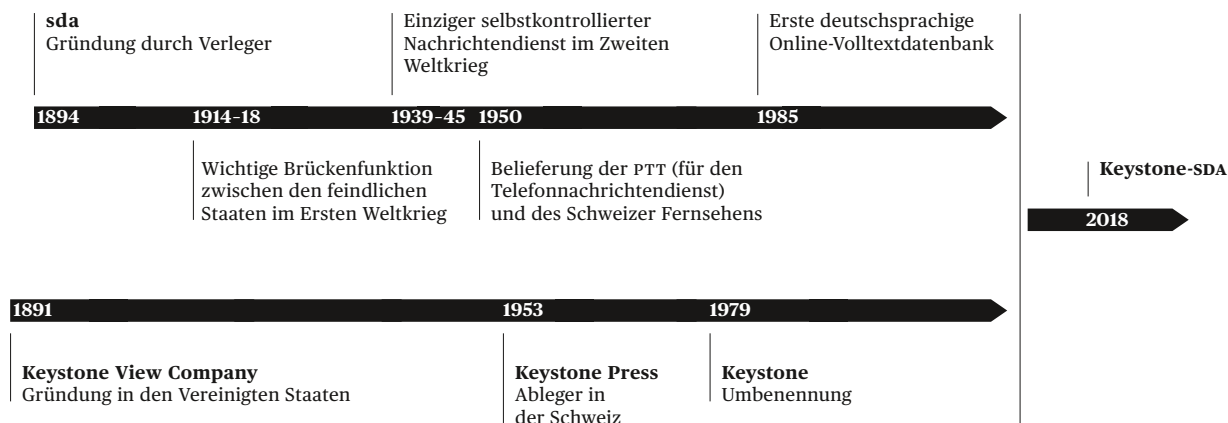 sda
Gründung durch Verleger
Einziger selbstkontrollierter
Nachrichtendienst im Zweiten
Weltkrieg
Erste deutschsprachige
Online-Volltextdatenbank
1894
1914–18
1939–45
1950
1985
Wichtige Brückenfunktion
zwischen den feindlichen
Staaten im Ersten Weltkrieg
Belieferung der PTT (für den
Telefonnachrichtendienst)
und des Schweizer Fernsehens
Keystone-SDA
2018
1891
1953
1979
Keystone View Company
Gründung in den Vereinigten Staaten
Keystone Press
Ableger in
der Schweiz
Keystone
Umbenennung